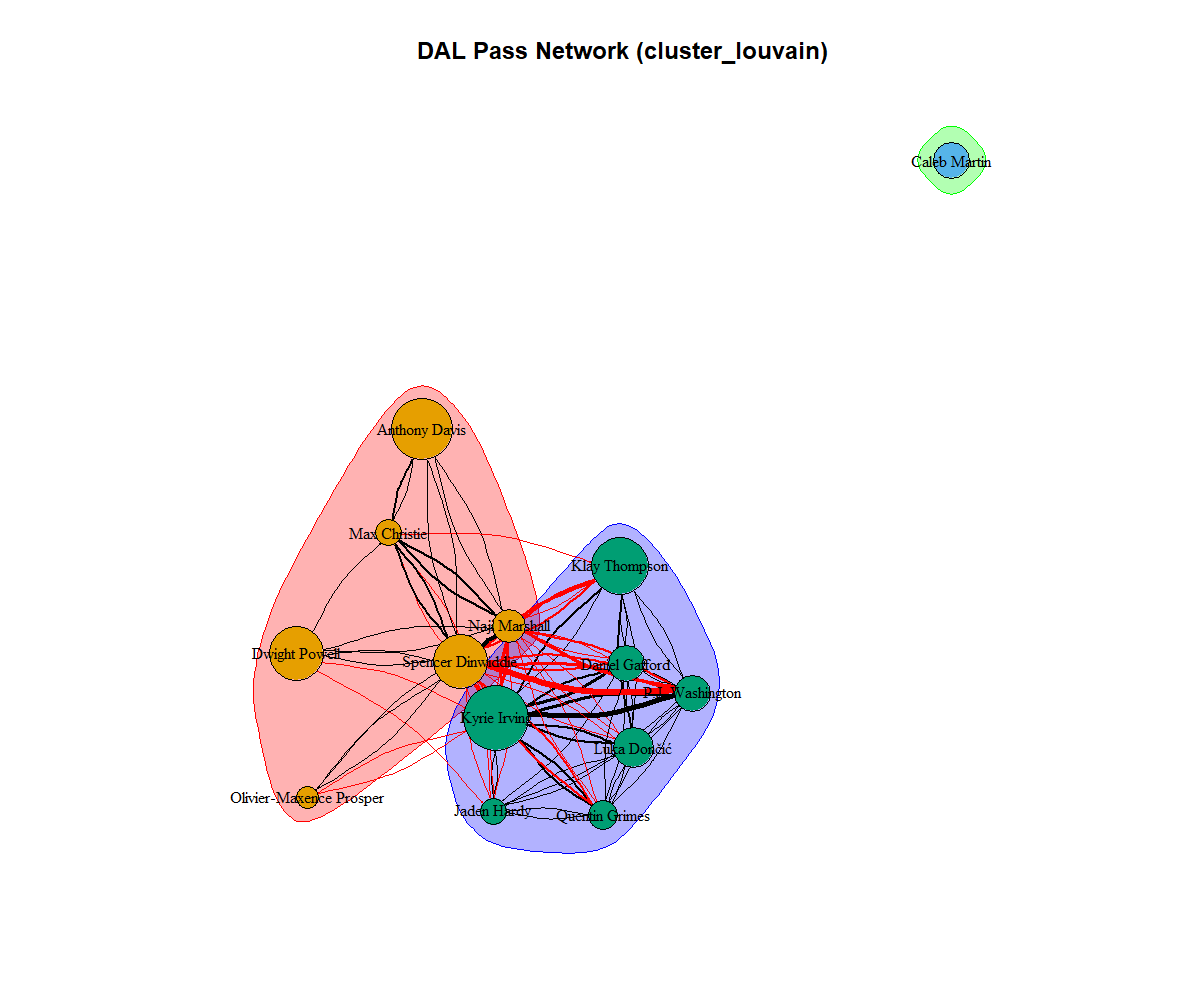 DAL Pass Network (cluster_louvain)
Caleb Martin
Anthony Davis
Max Christie
Klay Thompson
Naji Marshall
Dwight Powell
Spencer Dinwiddie
Daniel Gafford
P.J. Washington
Kyrie Irving
Luka Dončić
Olivier-Maxence Prosper
Jaden Hardy
Quentin Grimes